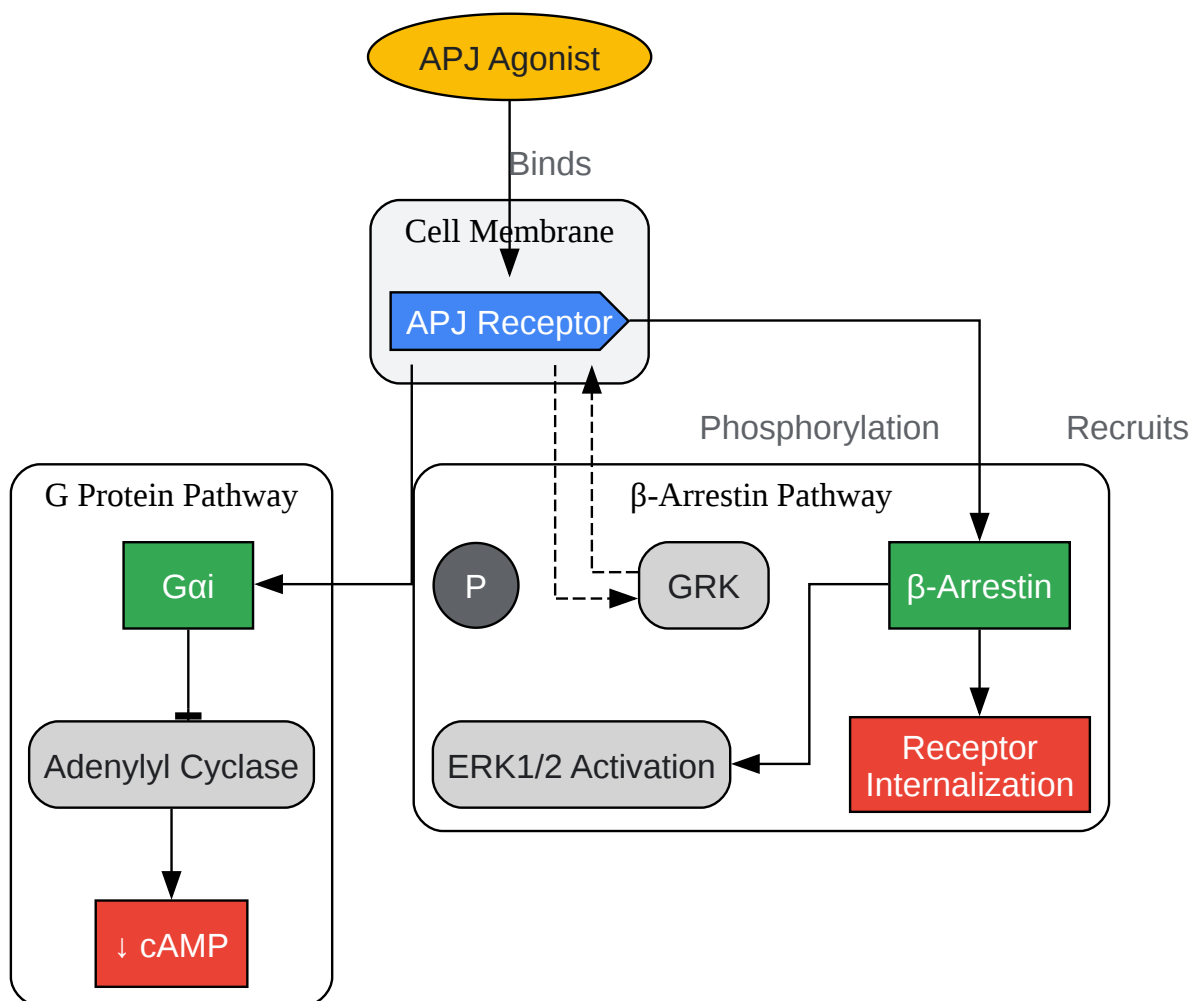 APJ Agonist
Binds
Cell Membrane
APJ Receptor
Phosphorylation
Recruits
G Protein Pathway
β-Arrestin Pathway
Gαi
P
GRK
β-Arrestin
Adenylyl Cyclase
ERK1/2 Activation
Receptor
Internalization
↓ cAMP